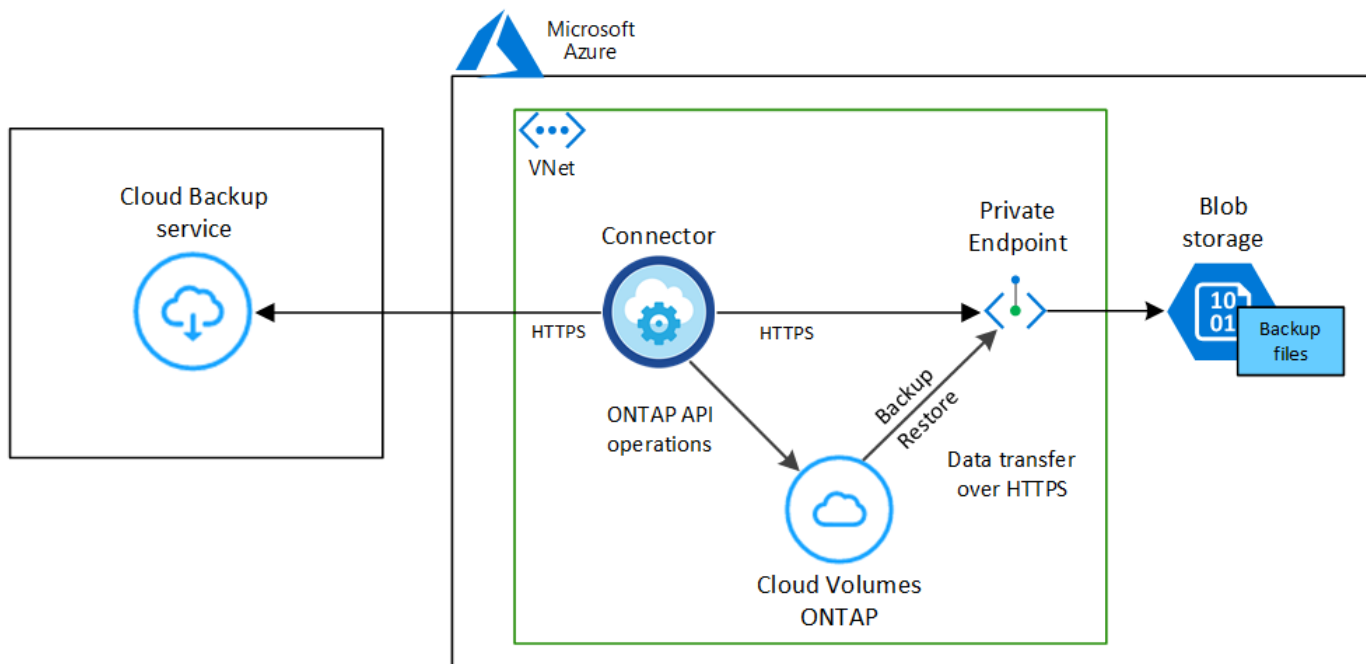 Microsoft
Azure
VNet
Cloud Backup
service
Connector
Private
Endpoint
Blob
storage
10
01
Backup
files
HTTPS
HTTPS
ONTAP API
operations
Backup
Restore
Data transfer
over HTTPS
Cloud Volumes
ONTAP